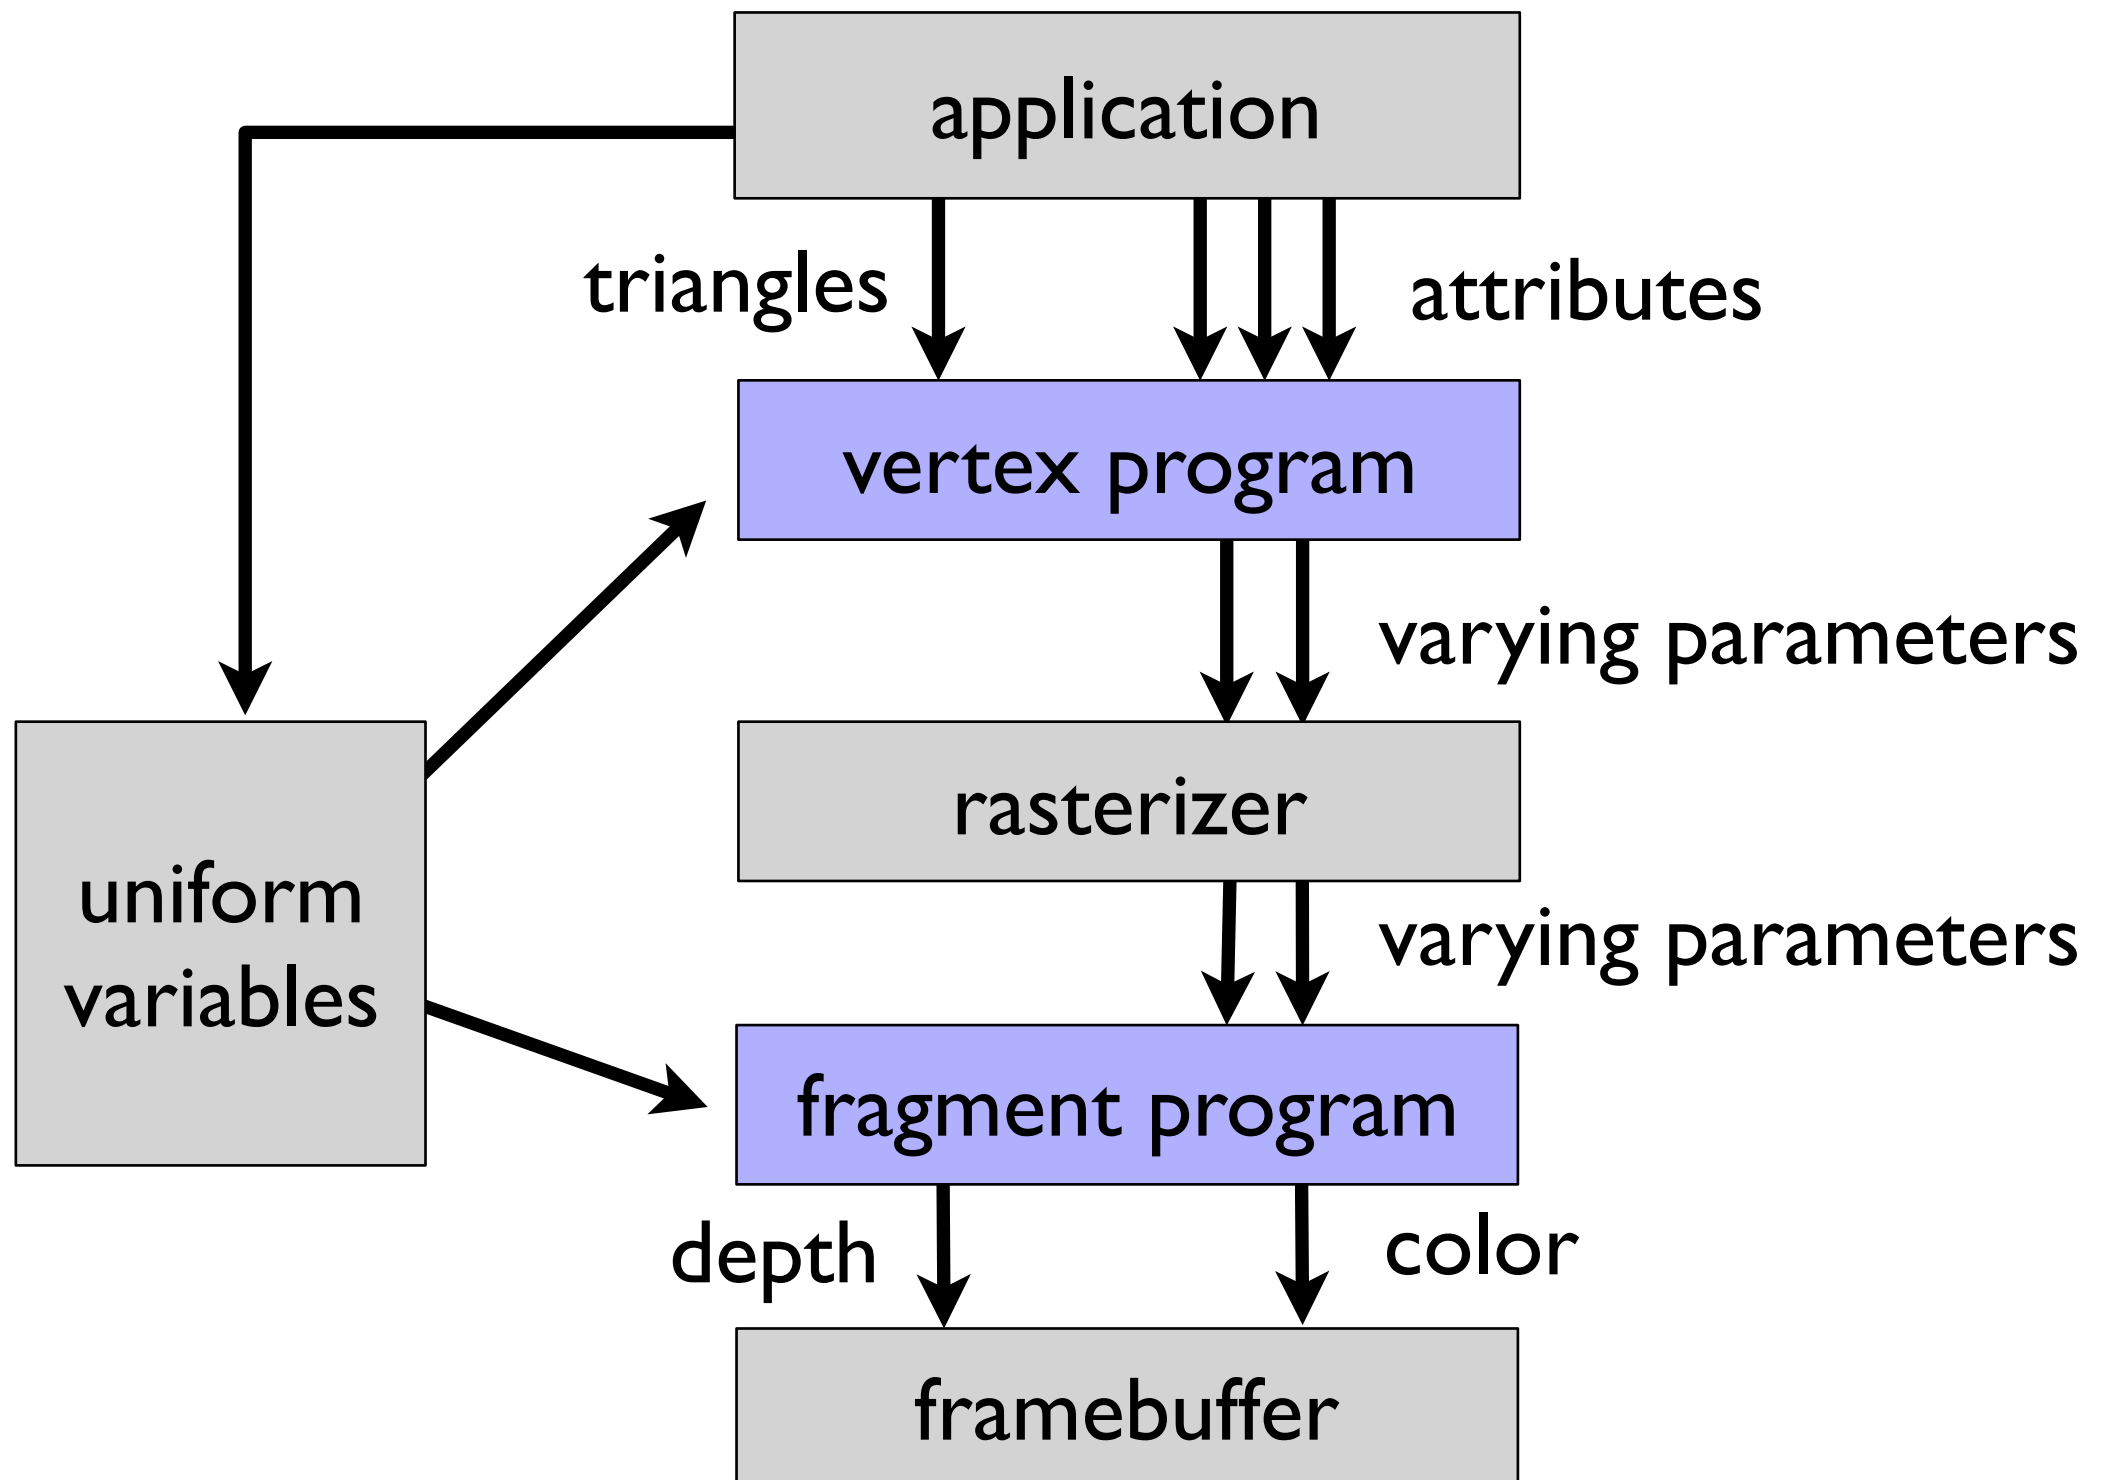 application
triangles
attributes
vertex program
varying parameters
rasterizer
uniform
variables
varying parameters
fragment program
depth
color
framebuffer